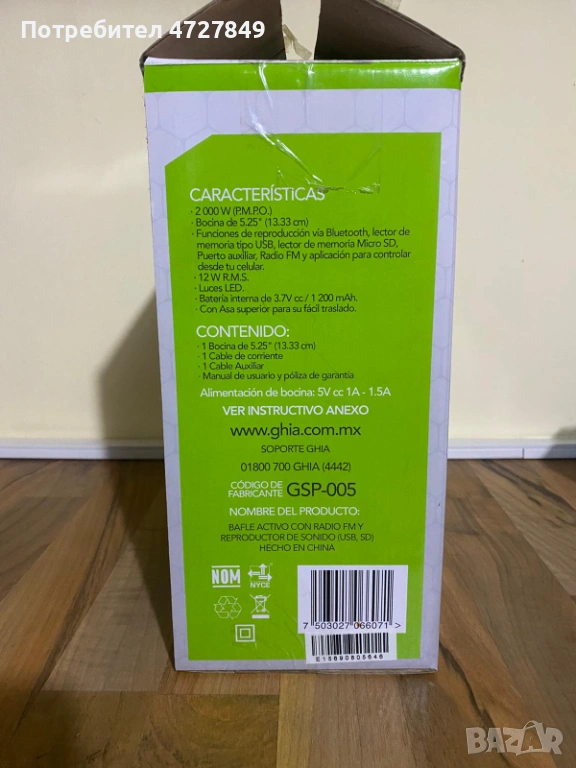 Потребител 4727849
CARACTERÍSTICAS
· 2 000 W (P.M.P.O.)
· Bocina de 5.25" (13.33 cm)
· Funciones de reproducción vía Bluetooth, lector de
memoria tipo USB, lector de memoria Micro SD,
Puerto auxiliar, Radio FM y aplicación para controlar
desde tu celular.
· 12 W R.M.S.
· Luces LED.
· Batería interna de 3.7V cc / 1 200 mAh.
· Con Asa superior para su fácil traslado.
CONTENIDO:
· 1 Bocina de 5.25" (13.33 cm)
· 1 Cable de corriente
· 1 Cable Auxiliar
· Manual de usuario y póliza de garantía
Alimentación de bocina: 5V cc 1A - 1.5A
VER INSTRUCTIVO ANEXO
www.ghia.com.mx
SOPORTE GHIA
01800 700 GHIA (4442)
CÓDIGO DE
FABRICANTE GSP-005
NOMBRE DEL PRODUCTO:
BAFLE ACTIVO CON RADIO FM Y
REPRODUCTOR DE SONIDO (USB, SD)
HECHO EN CHINA
NOM NYCE
7 503027 066071 >
E15690805646
BAZAR